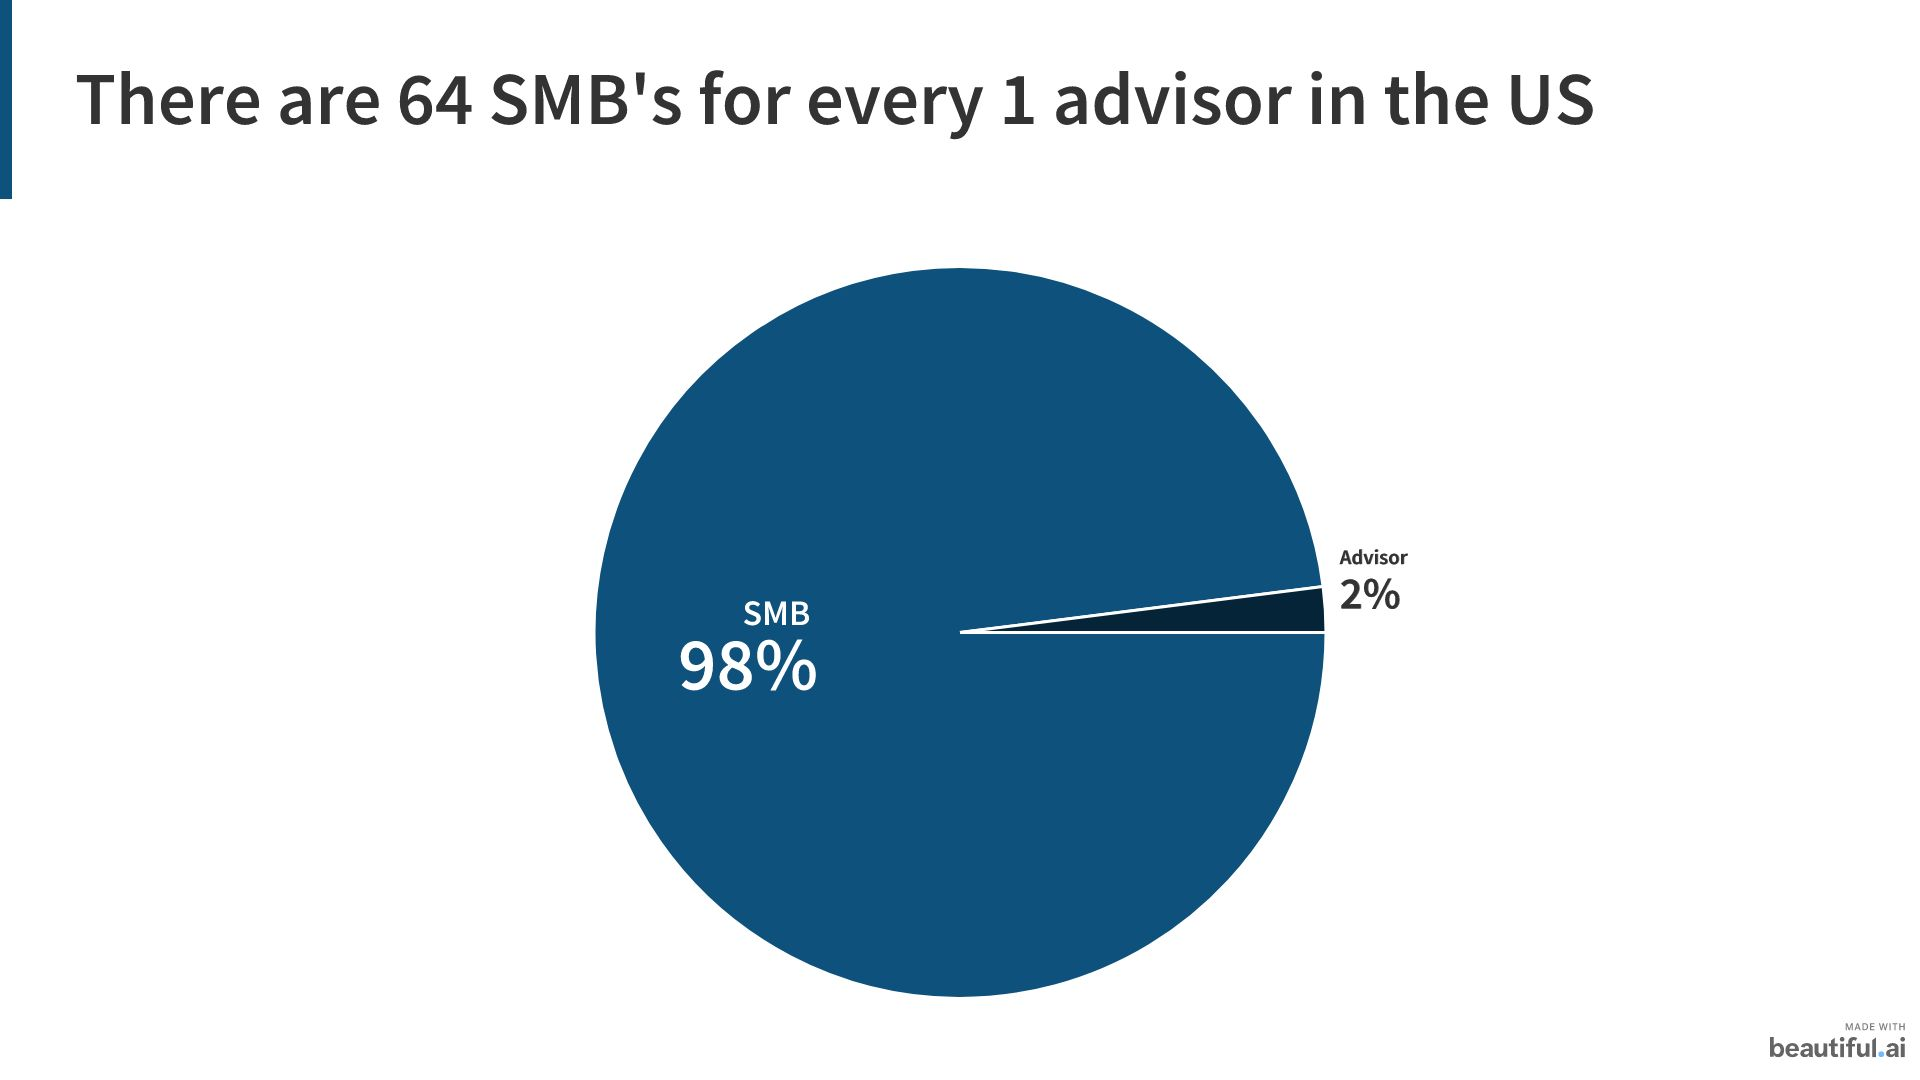 There are 64 SMB's for every 1 advisor in the US
Advisor
2%
SMB
98%
MADE WITH
beautiful.ai